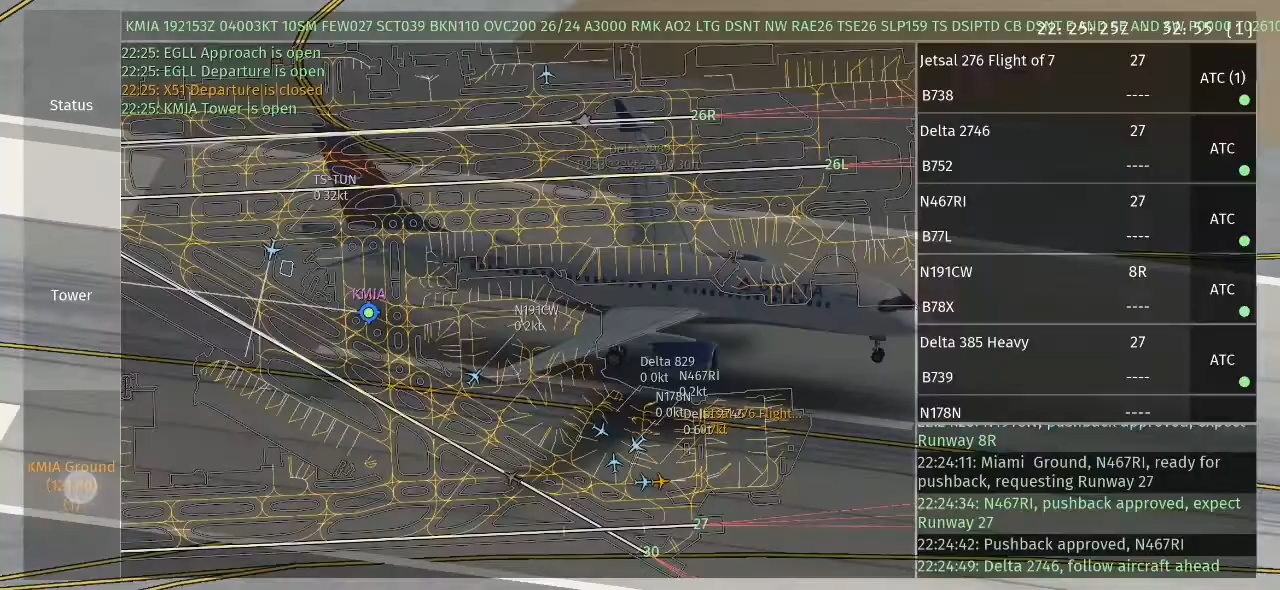 KMIA 192153Z 04003KT 10SM FEW027 SCT039 BKN110 OVC200 26/24 A3000 RMK AO2 LTG DSNT NW RAE26 TSE26 SLP159 TS DSIPTD CB
22:25: EGLL Approach is open
22:25: EGLL Departure is open
22:25: X51 Departure is closed
22:25: KMIA Tower is open
Status
Tower
KMIA Ground
26R
26L
TS-TUN
0 32kt
KMIA
N191CW
0 2kt
Delta 829
0 0kt
N467RI
0 2kt
N178N
0 0kt
27
30
Jetsal 276 Flight of 7
27
B738
----
ATC (1)
Delta 2746
27
B752
----
ATC
N467RI
27
B77L
----
ATC
N191CW
8R
B78X
----
ATC
Delta 385 Heavy
27
B739
----
ATC
N178N
----
Runway 8R
22:24:11: Miami Ground, N467RI, ready for
pushback, requesting Runway 27
22:24:34: N467RI, pushback approved, expect
Runway 27
22:24:42: Pushback approved, N467RI
22:24:49: Delta 2746, follow aircraft ahead